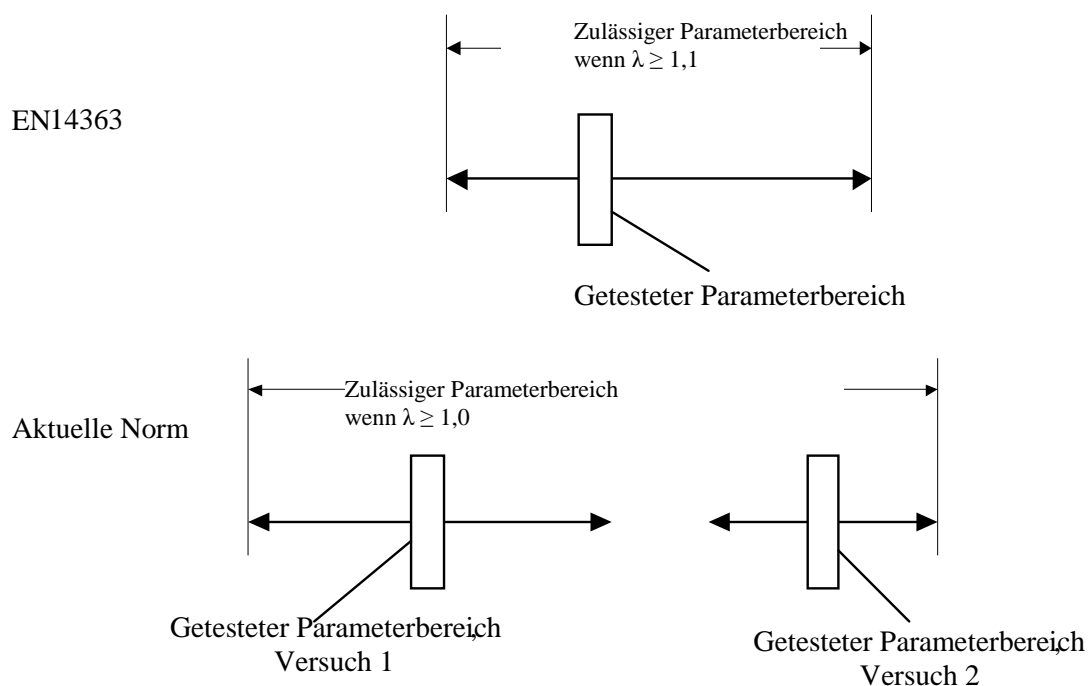 Zulässiger Parameterbereich
wenn λ ≥ 1,1
EN14363
Getesteter Parameterbereich
Zulässiger Parameterbereich
wenn λ ≥ 1,0
Aktuelle Norm
Getesteter Parameterbereich,
Versuch 1
Getesteter Parameterbereich,
Versuch 2